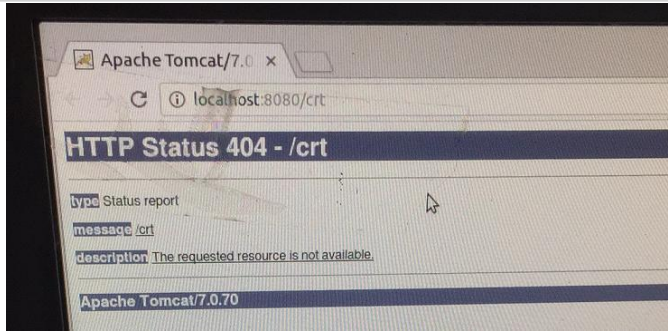 Apache Tomcat/7.0
localhost:8080/crt
HTTP Status 404 - /crt
type Status report
message /crt
description The requested resource is not available.
Apache Tomcat/7.0.70